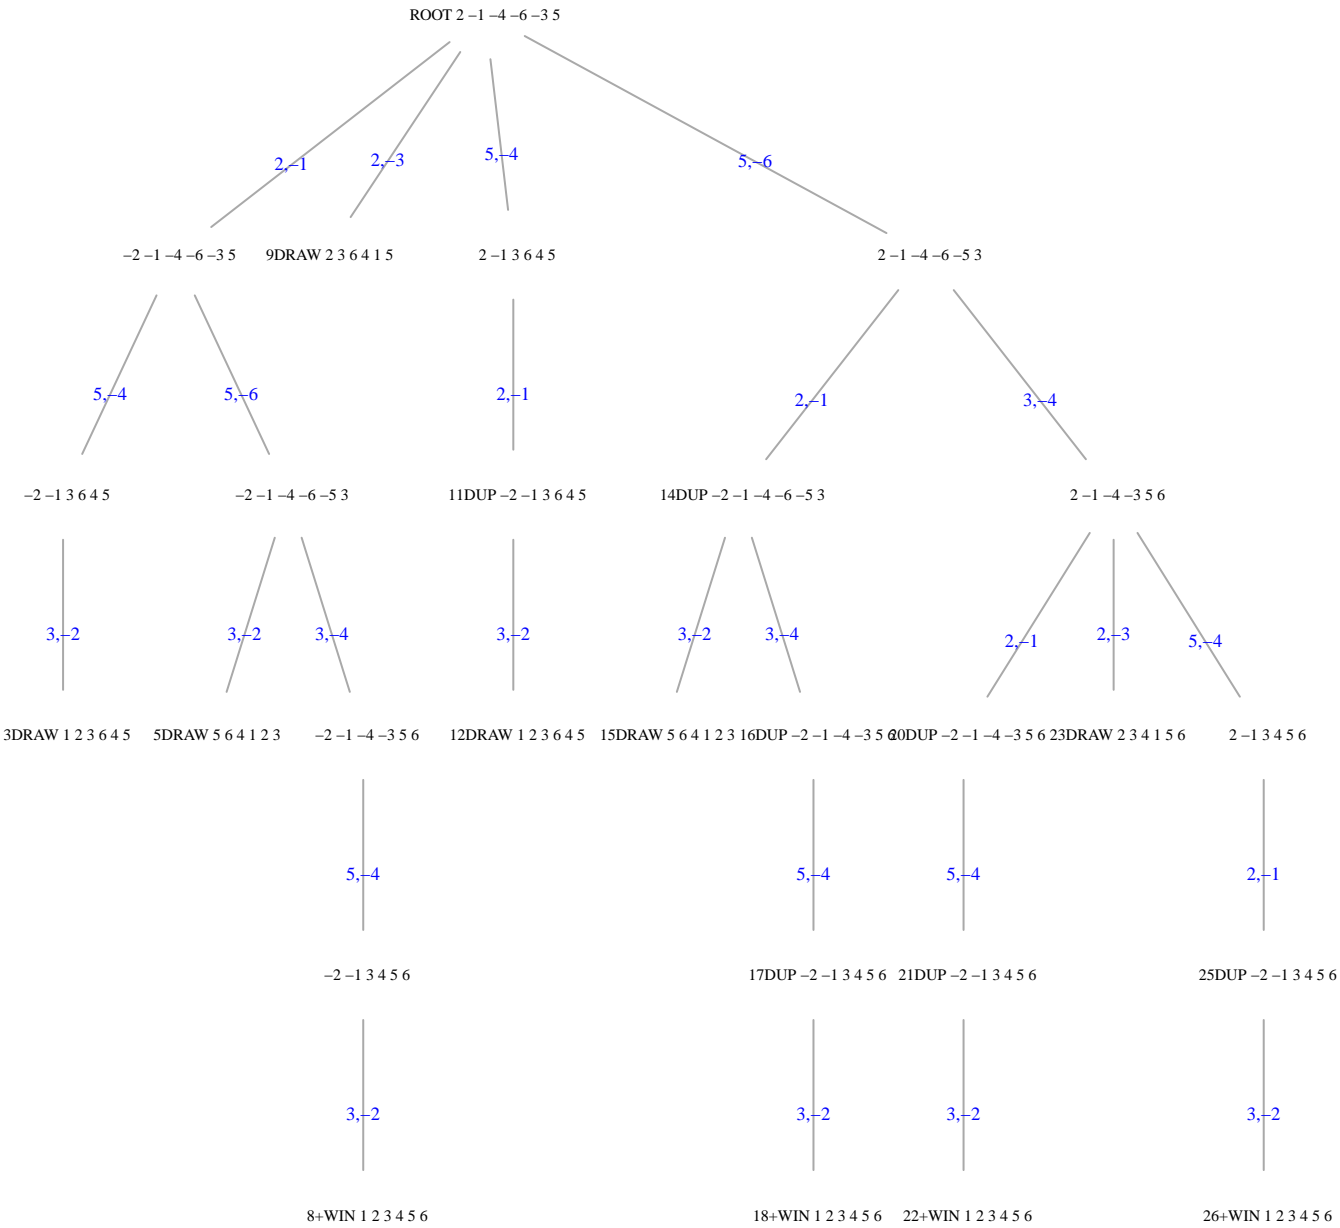 ROOT 2 −1 −4 −6 −3 5
2,−1 2,−3 5,−4 5,−6
−2 −1 −4 −6 −3 5 9DRAW 2 3 6 4 1 5 2 −1 3 6 4 5 2 −1 −4 −6 −5 3
5,−4 5,−6 2,−1 2,−1 3,−4
−2 −1 3 6 4 5 −2 −1 −4 −6 −5 3 11DUP −2 −1 3 6 4 5 14DUP −2 −1 −4 −6 −5 3 2 −1 −4 −3 5 6
3,−2 3,−2 3,−4 3,−2 3,−2 3,−4 2,−1 2,−3 5,−4
3DRAW 1 2 3 6 4 5 5DRAW 5 6 4 1 2 3 −2 −1 −4 −3 5 6 12DRAW 1 2 3 6 4 5 15DRAW 5 6 4 1 2 3 16DUP −2 −1 −4 −3 5 6 20DUP −2 −1 −4 −3 5 6 23DRAW 2 3 4 1 5 6 2 −1 3 4 5 6
5,−4 5,−4 5,−4 2,−1
−2 −1 3 4 5 6 17DUP −2 −1 3 4 5 6 21DUP −2 −1 3 4 5 6 25DUP −2 −1 3 4 5 6
3,−2 3,−2 3,−2 3,−2
8+WIN 1 2 3 4 5 6 18+WIN 1 2 3 4 5 6 22+WIN 1 2 3 4 5 6 26+WIN 1 2 3 4 5 6